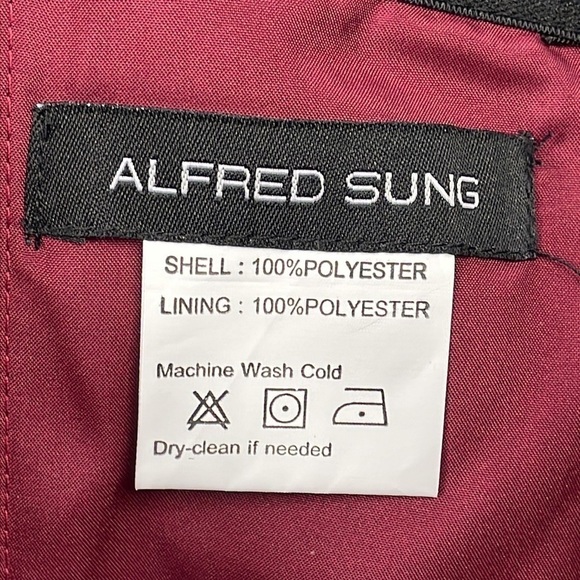 ALFRED SUNG
SHELL : 100%POLYESTER
LINING : 100%POLYESTER
Machine Wash Cold
Dry-clean if needed